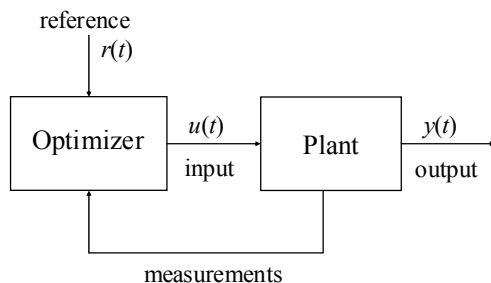 reference
r(t)
Optimizer
u(t)
input
Plant
y(t)
output
measurements